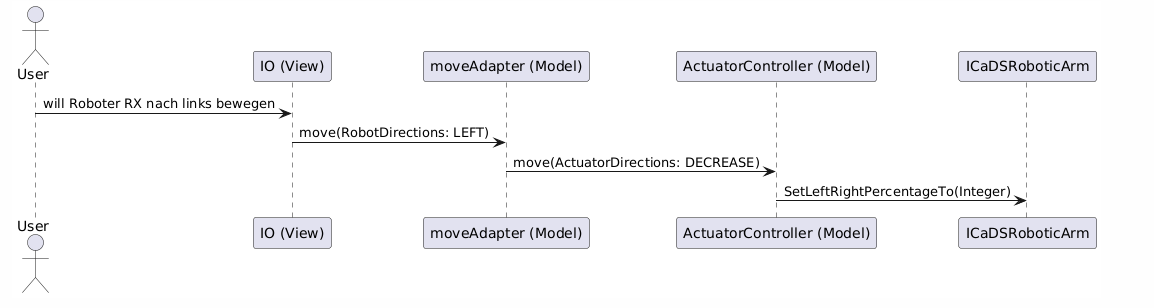 User
IO (View)
moveAdapter (Model)
ActuatorController (Model)
ICaDSRoboticArm
will Roboter RX nach links bewegen
move(RobotDirections: LEFT)
move(ActuatorDirections: DECREASE)
SetLeftRightPercentageTo(Integer)
User
IO (View)
moveAdapter (Model)
ActuatorController (Model)
ICaDSRoboticArm